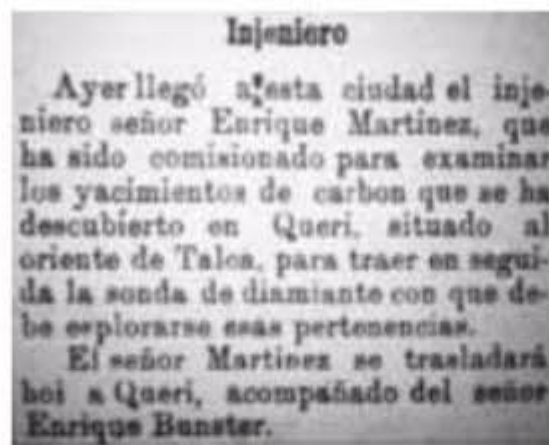 Injeniero
Ayer llegó a esta ciudad el inje-
niero señor Enrique Martinez, que
ha sido comisionado para examinar
los yacimientos de carbon que se ha
descubierto en Queri, situado al
oriente de Talca, para traer en segui-
da la sonda de diamante con que de-
be esplorarse esas pertenencias.
El señor Martinez se trasladará
hoi a Queri, acompañado del señor
Enrique Bunster.